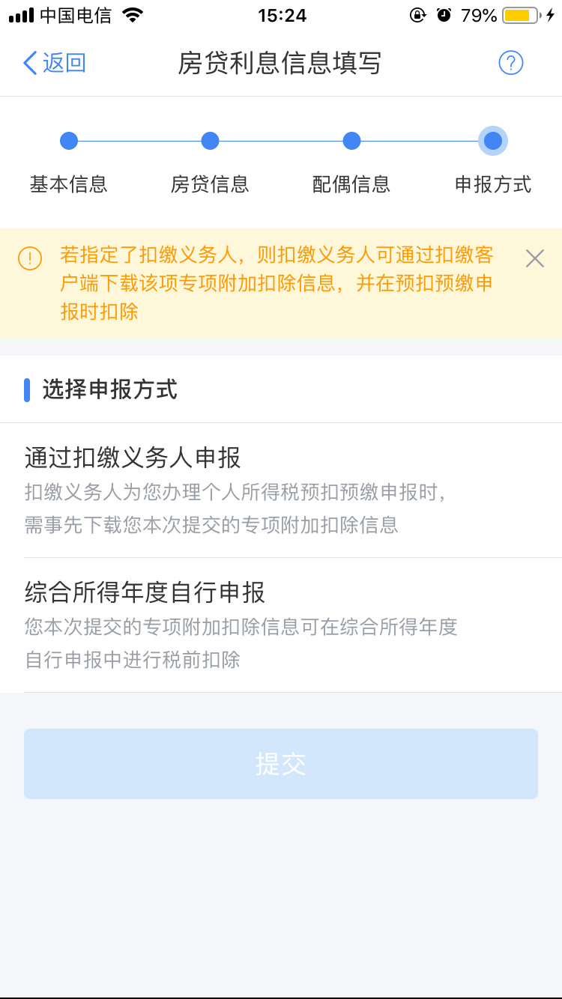 中国电信 15:24 79%
返回 房贷利息信息填写 ?
基本信息 房贷信息 配偶信息 申报方式
若指定了扣缴义务人，则扣缴义务人可通过扣缴客
户端下载该项专项附加扣除信息，并在预扣预缴申
报时扣除
选择申报方式
通过扣缴义务人申报
扣缴义务人为您办理个人所得税预扣预缴申报时，
需事先下载您本次提交的专项附加扣除信息
综合所得年度自行申报
您本次提交的专项附加扣除信息可在综合所得年度
自行申报中进行税前扣除
提交